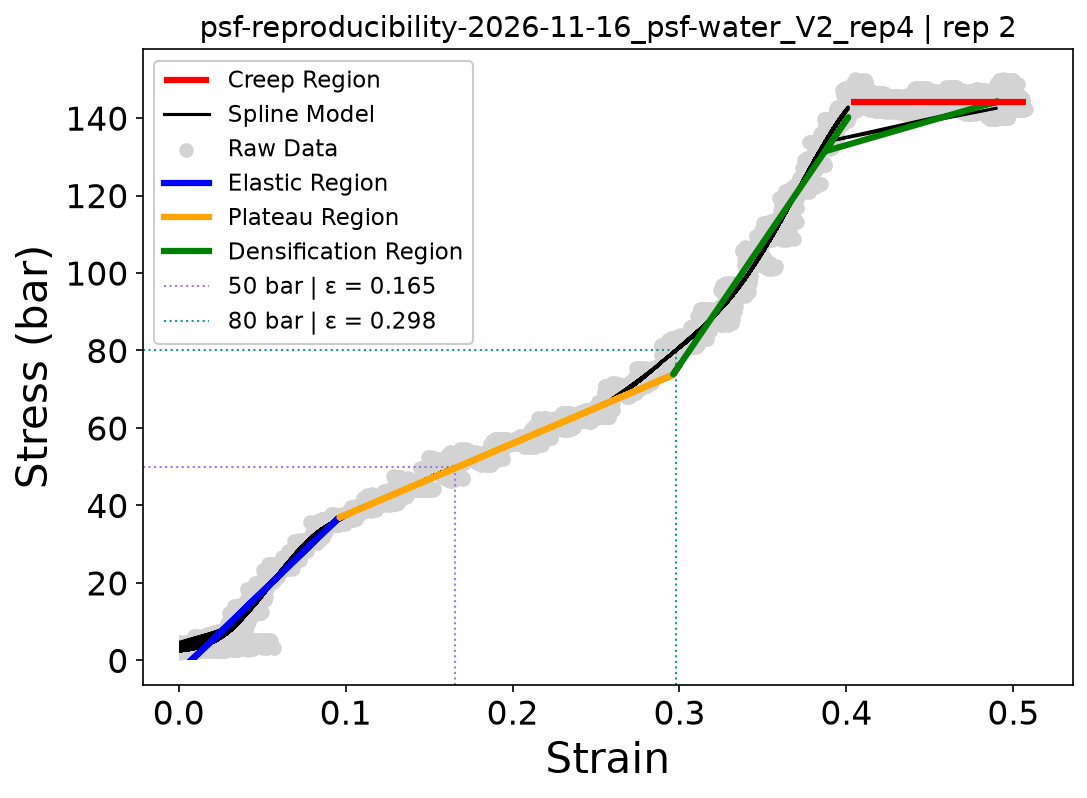 psf-reproducibility-2026-11-16_psf-water_V2_rep4 | rep 2
Creep Region
Spline Model
Raw Data
Elastic Region
Plateau Region
Densification Region
50 bar | ε = 0.165
80 bar | ε = 0.298
Stress (bar)
140
120
100
80
60
40
20
0
0.0 0.1 0.2 0.3 0.4 0.5
Strain